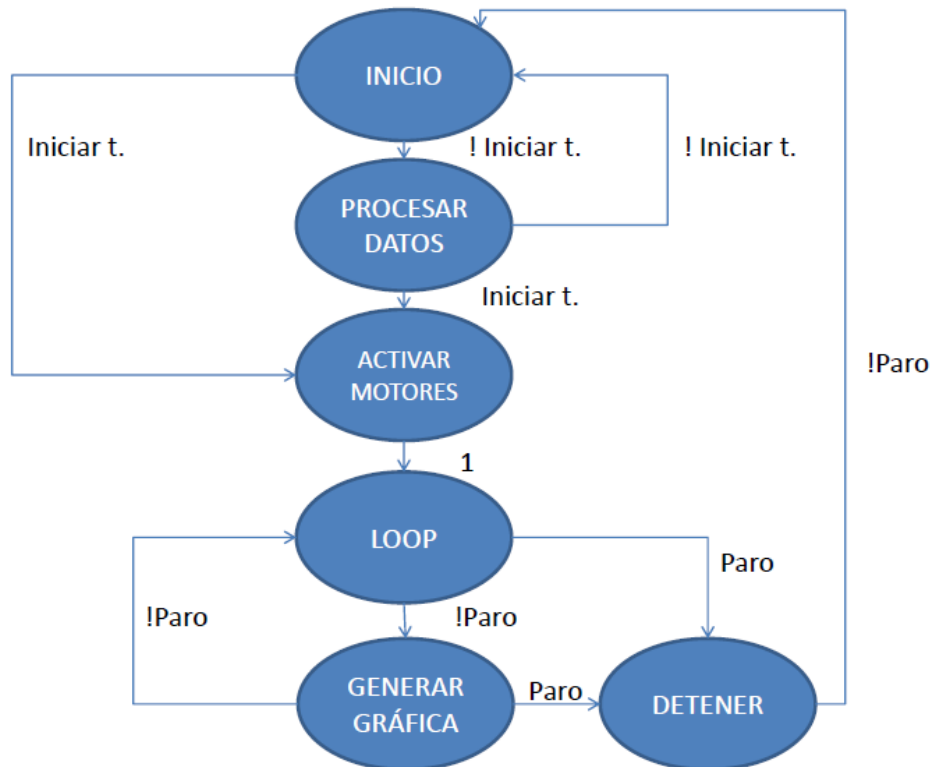 INICIO
Iniciar t.
! Iniciar t.
! Iniciar t.
PROCESAR
DATOS
Iniciar t.
ACTIVAR
MOTORES
!Paro
1
LOOP
Paro
!Paro
!Paro
GENERAR
GRÁFICA
Paro
DETENER